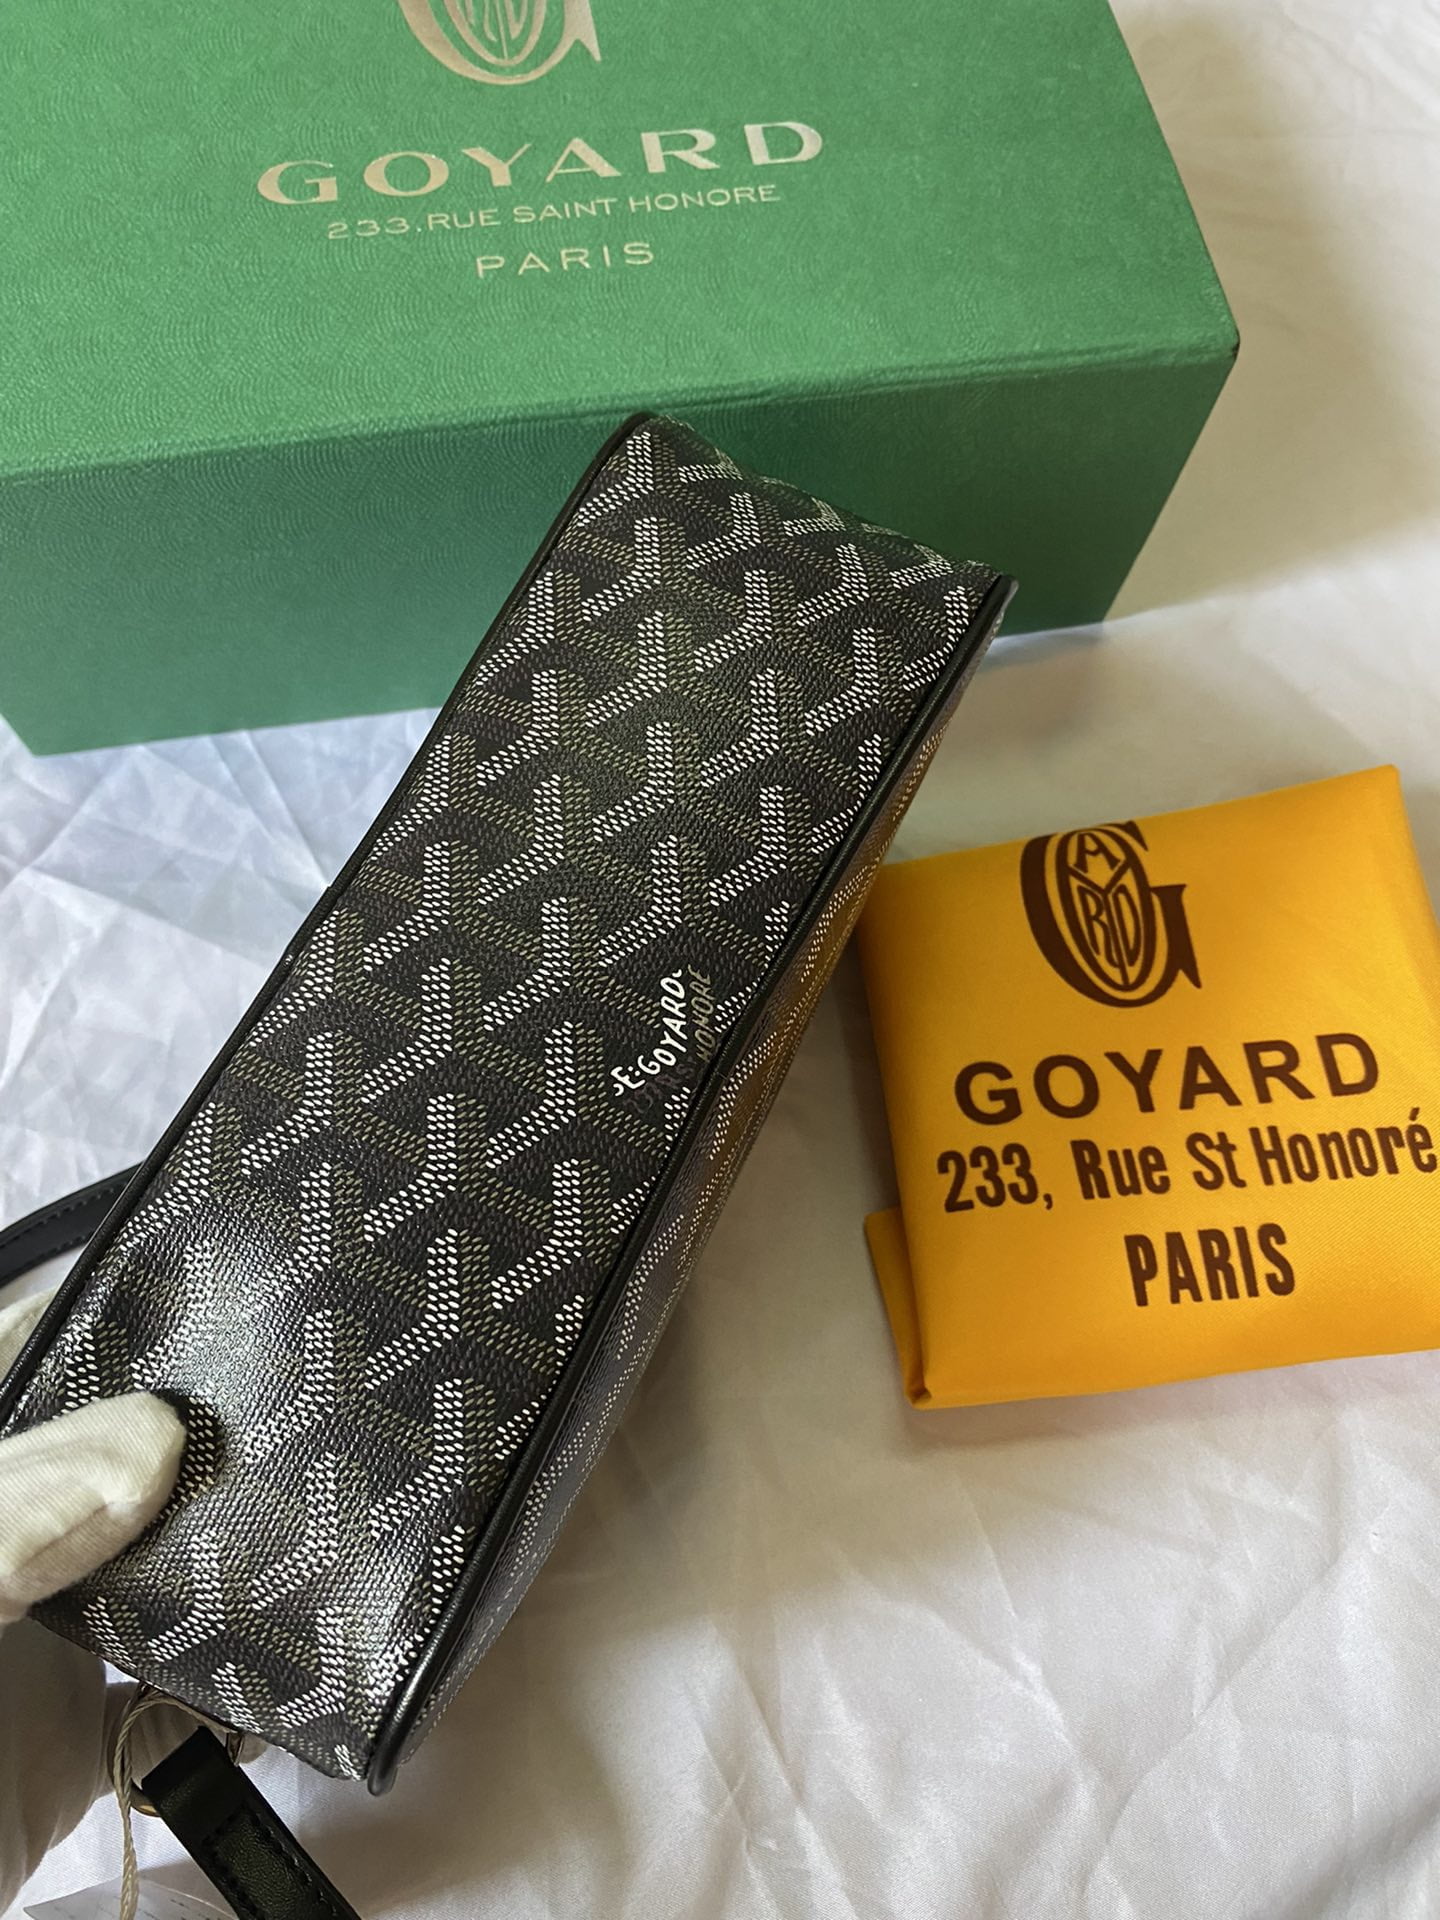 GOYARD
233.RUE SAINT HONORE
PARIS
E GOYARD
HONORE
GOYARD
233, Rue St Honoré
PARIS